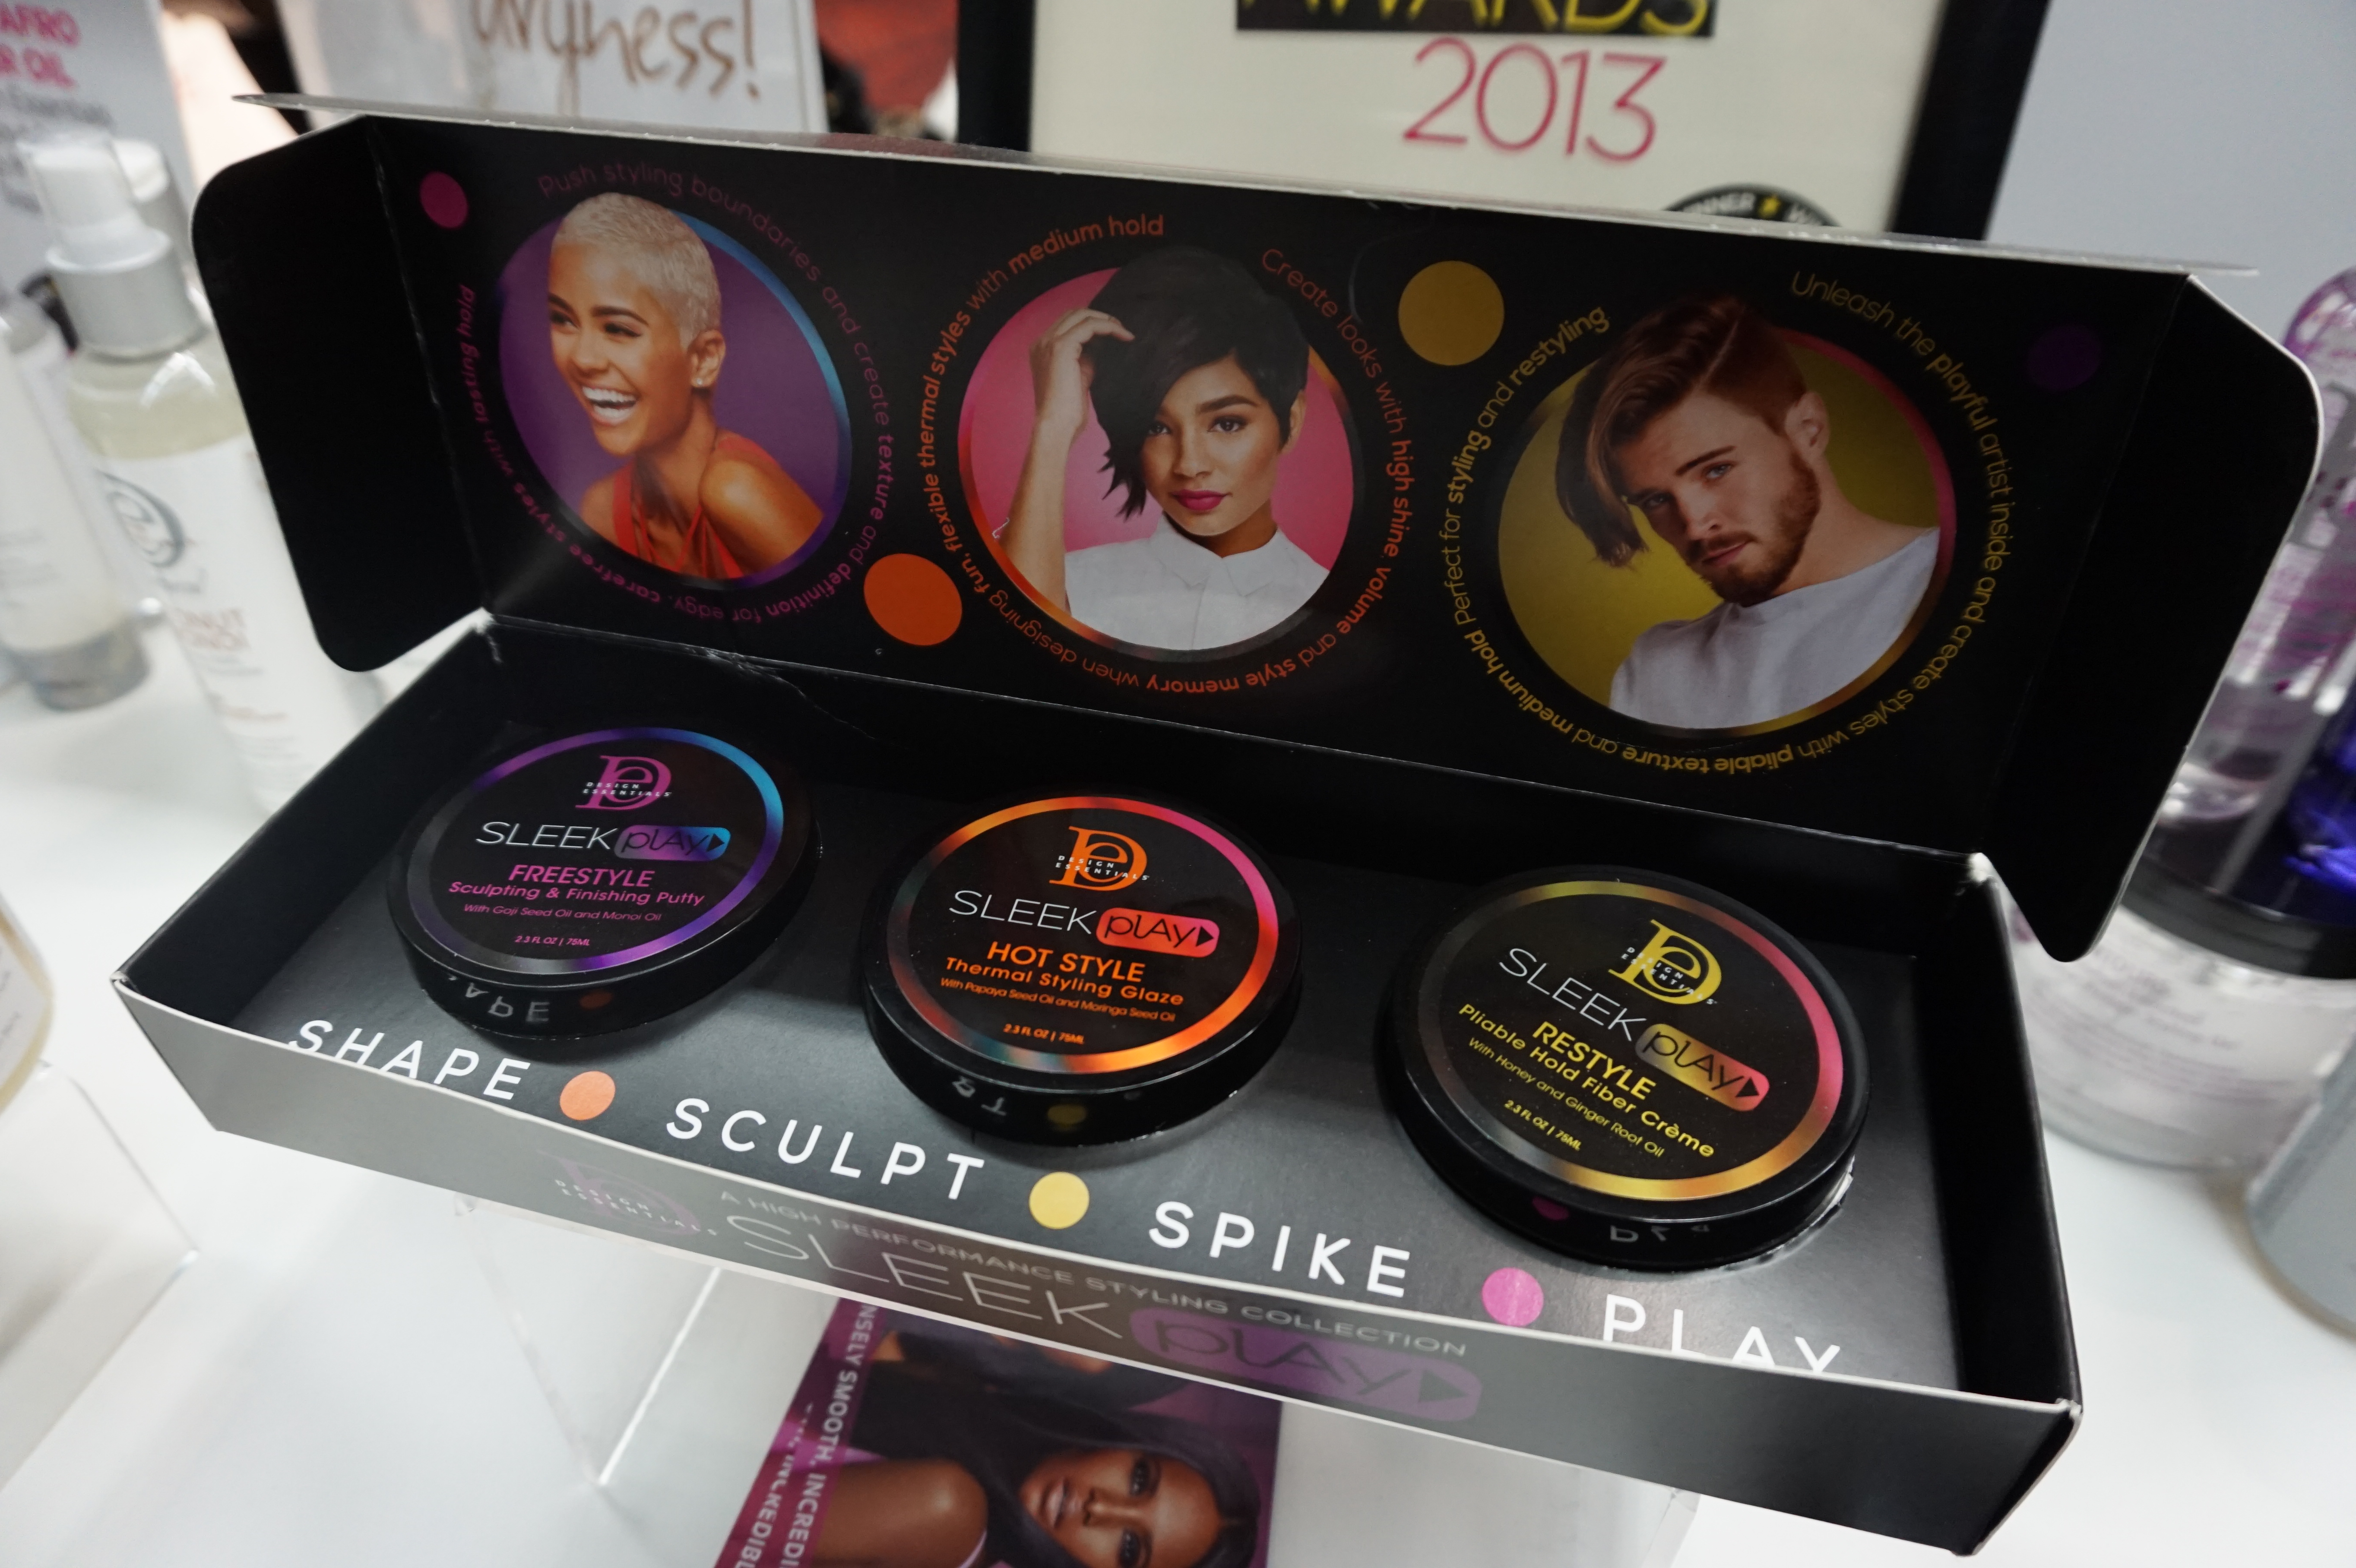 AFRO
R OIL
dryness!
AWARDS
2013
Push styling boundaries and create texture and definition for edgy, carefree styles with lasting hold
Create looks with high shine, volume and style memory when designing fun, flexible thermal styles with medium hold
Unleash the playful artist inside and create styles with pliable texture and medium hold Perfect for styling and restyling
DESIGN
ESSENTIALS
SLEEK plAy
FREESTYLE
Sculpting & Finishing Putty
With Goji Seed Oil and Monoi Oil
2.3 FL OZ | 75ML
DESIGN
ESSENTIALS
SLEEK plAy
HOT STYLE
Thermal Styling Glaze
With Papaya Seed Oil and Moringa Seed Oil
2.3 FL OZ | 75ML
DESIGN
ESSENTIALS
SLEEK plAy
RESTYLE
Pliable Hold Fiber Crème
With Honey and Ginger Root Oil
2.3 FL OZ | 75ML
SHAPE SCULPT SPIKE PLAY
DESIGN
ESSENTIALS
A HIGH PERFORMANCE STYLING COLLECTION
SLEEK plAy
NSELY SMOOTH, INCREDI